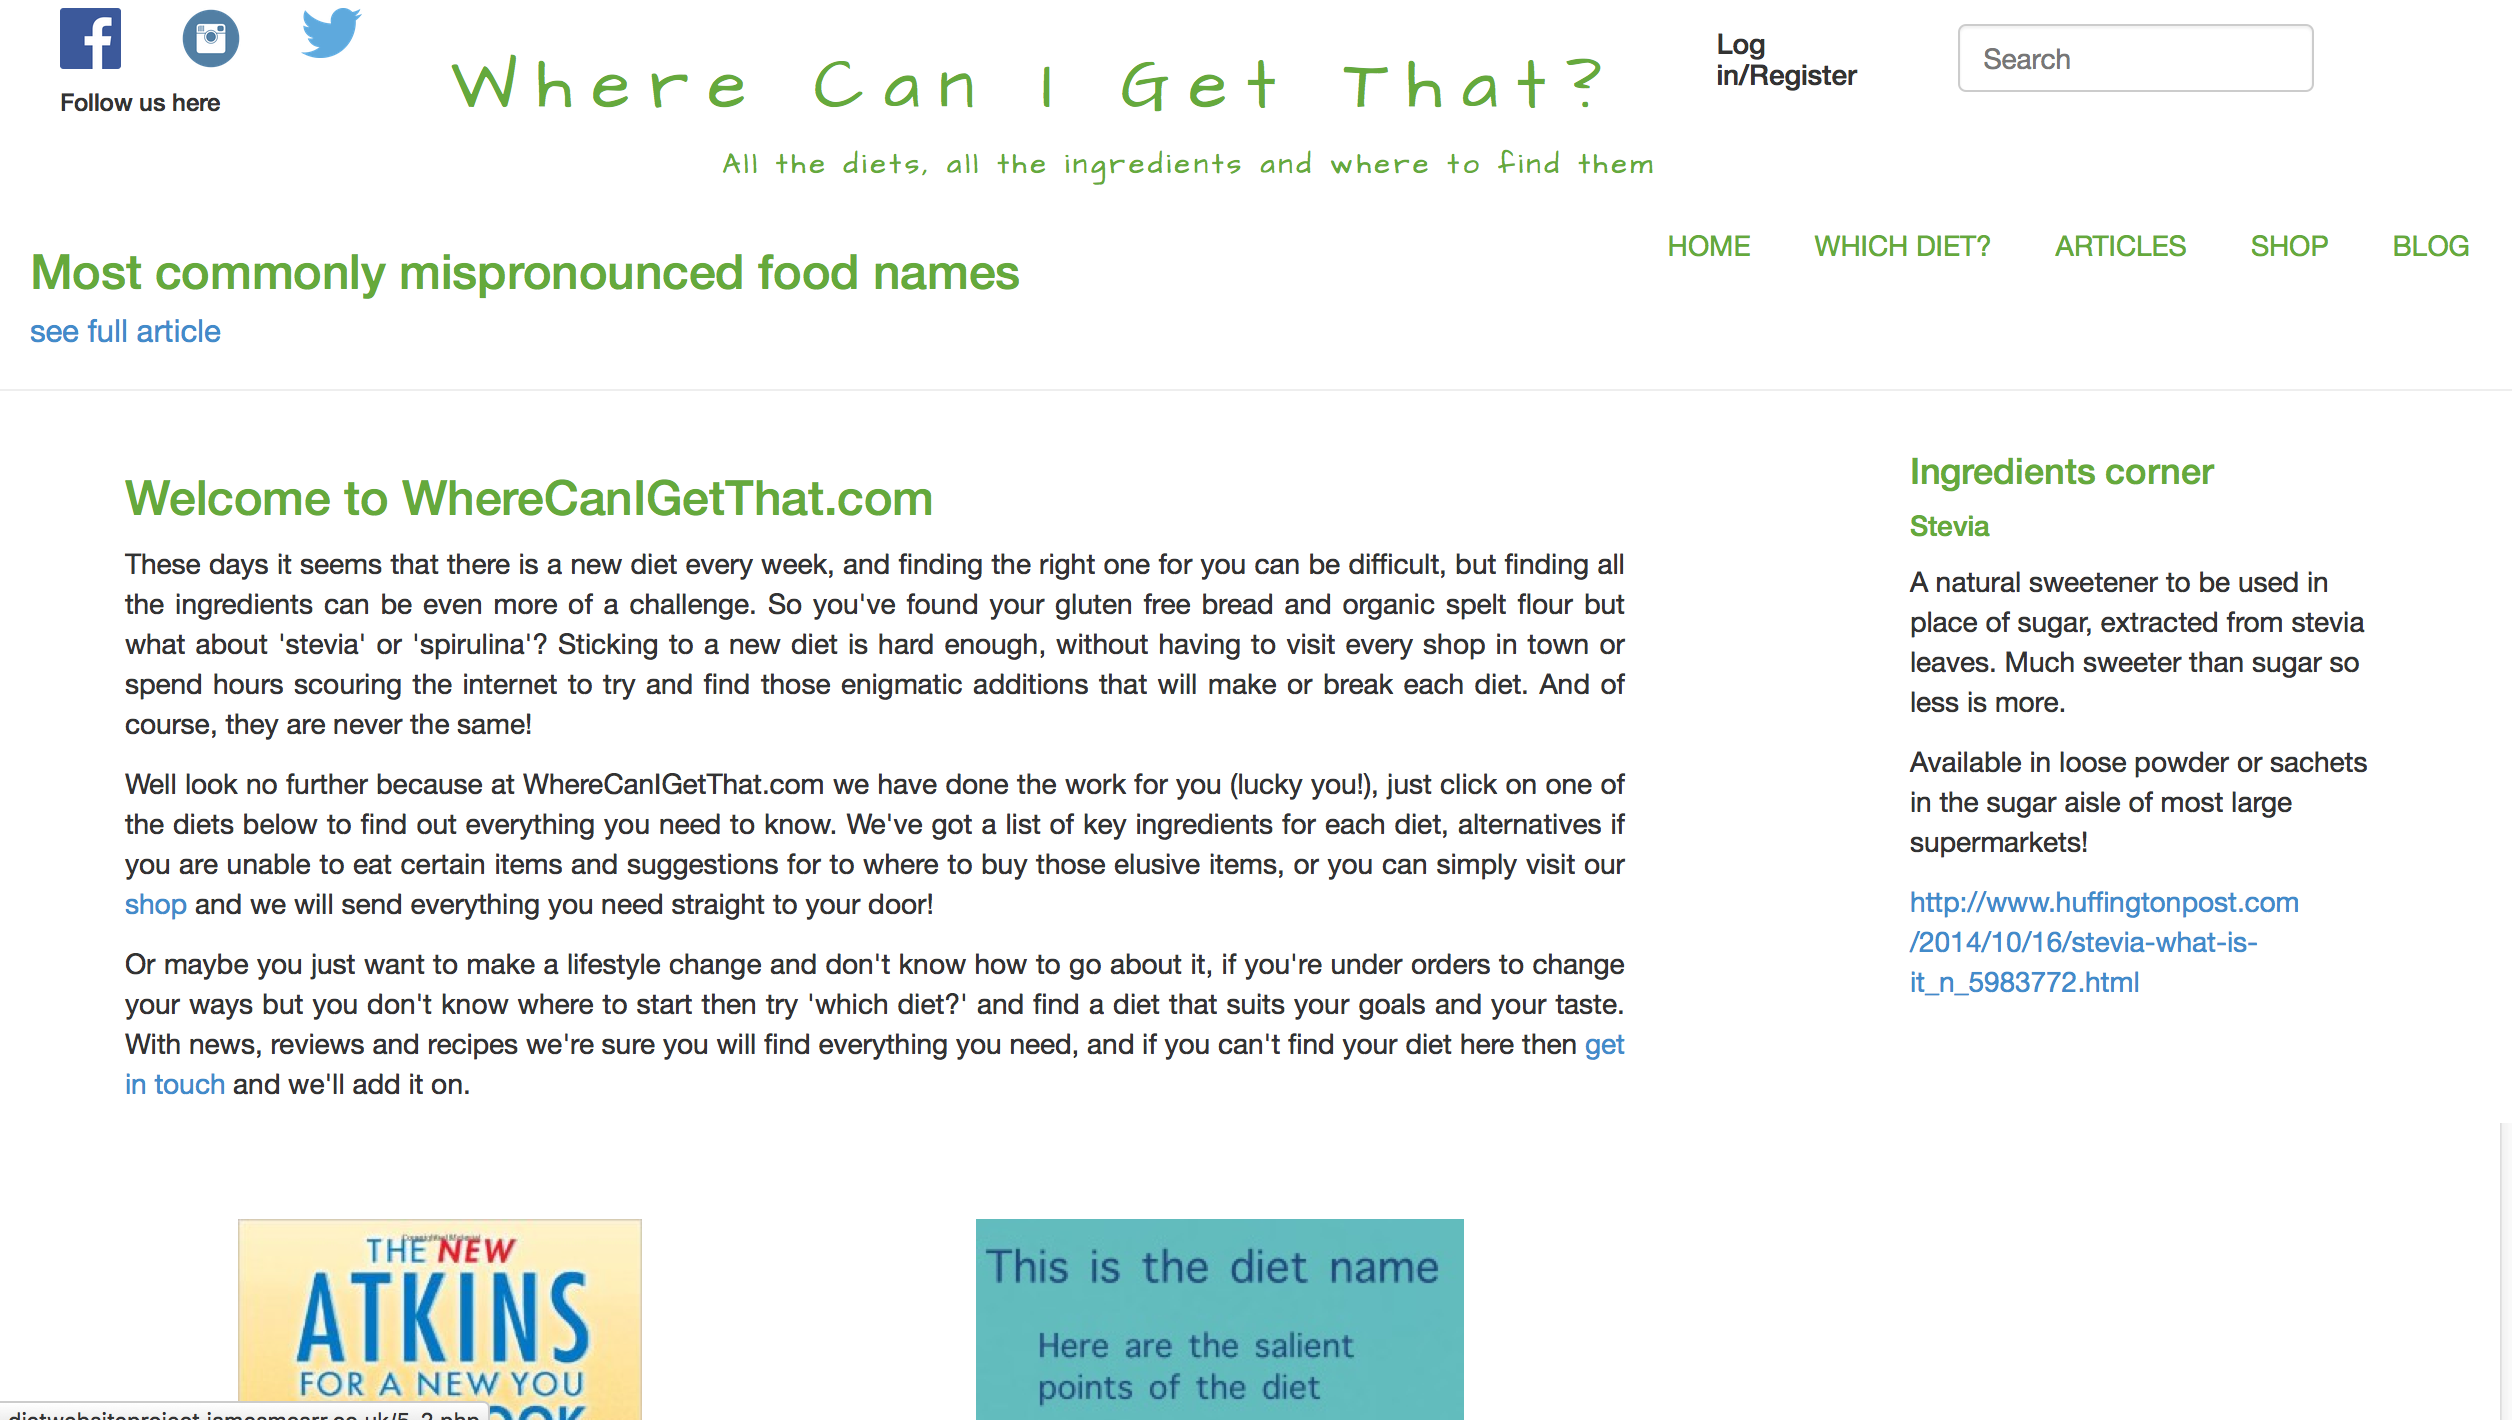 Follow us here
Where Can I Get That?
All the diets, all the ingredients and where to find them
Log
in/Register
Search
HOME WHICH DIET? ARTICLES SHOP BLOG
Most commonly mispronounced food names
see full article
Welcome to WhereCanIGetThat.com
These days it seems that there is a new diet every week, and finding the right one for you can be difficult, but finding all
the ingredients can be even more of a challenge. So you've found your gluten free bread and organic spelt flour but
what about 'stevia' or 'spirulina'? Sticking to a new diet is hard enough, without having to visit every shop in town or
spend hours scouring the internet to try and find those enigmatic additions that will make or break each diet. And of
course, they are never the same!
Well look no further because at WhereCanIGetThat.com we have done the work for you (lucky you!), just click on one of
the diets below to find out everything you need to know. We've got a list of key ingredients for each diet, alternatives if
you are unable to eat certain items and suggestions for to where to buy those elusive items, or you can simply visit our
shop and we will send everything you need straight to your door!
Or maybe you just want to make a lifestyle change and don't know how to go about it, if you're under orders to change
your ways but you don't know where to start then try 'which diet?' and find a diet that suits your goals and your taste.
With news, reviews and recipes we're sure you will find everything you need, and if you can't find your diet here then get
in touch and we'll add it on.
Ingredients corner
Stevia
A natural sweetener to be used in
place of sugar, extracted from stevia
leaves. Much sweeter than sugar so
less is more.
Available in loose powder or sachets
in the sugar aisle of most large
supermarkets!
http://www.huffingtonpost.com
/2014/10/16/stevia-what-is-
it_n_5983772.html
THE NEW
ATKINS
FOR A NEW YOU
This is the diet name
Here are the salient
points of the diet